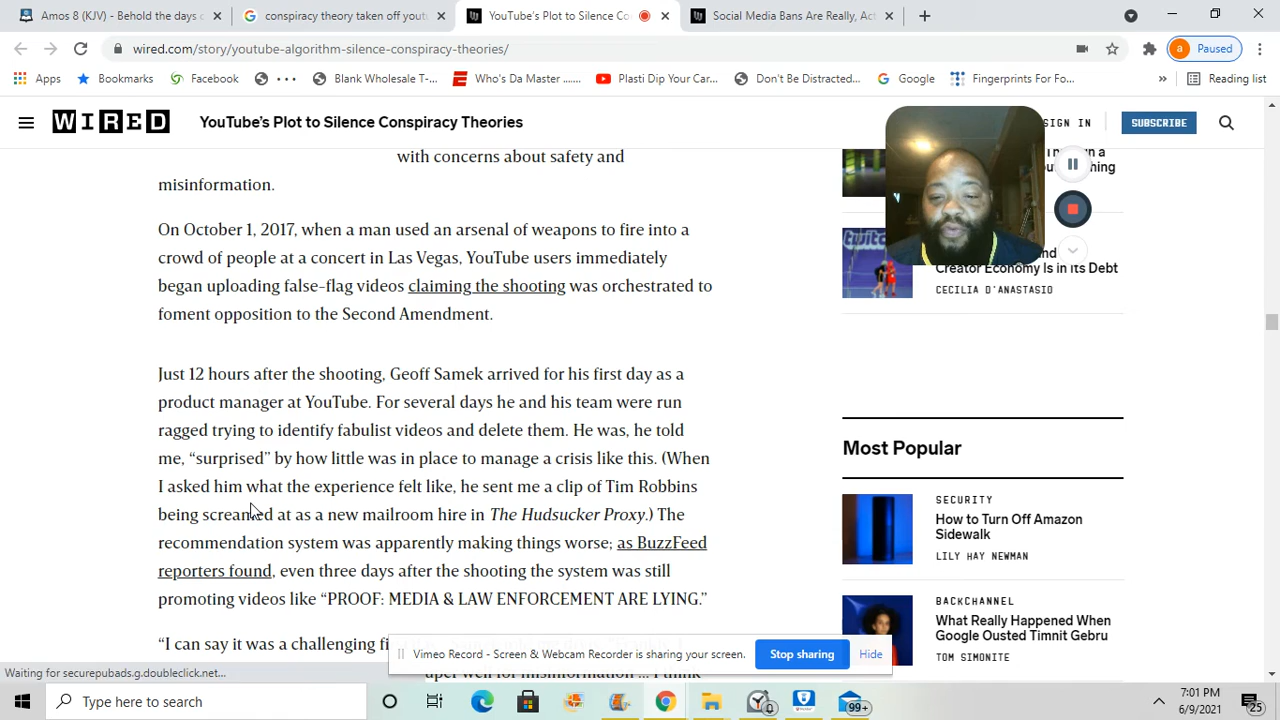 Amos 8 (KJV) - Behold the days
conspiracy theory taken off yout
YouTube's Plot to Silence Co
Social Media Bans Are Really, Act
wired.com/story/youtube-algorithm-silence-conspiracy-theories/
a Paused
Apps
Bookmarks
Facebook
Blank Wholesale T-...
Who's Da Master .......
Plasti Dip Your Car...
Don't Be Distracted...
Google
Fingerprints For Fo...
»
Reading list
WIRED
YouTube's Plot to Silence Conspiracy Theories
SIGN IN
SUBSCRIBE
with concerns about safety and
misinformation.
On October 1, 2017, when a man used an arsenal of weapons to fire into a
crowd of people at a concert in Las Vegas, YouTube users immediately
began uploading false-flag videos claiming the shooting was orchestrated to
foment opposition to the Second Amendment.
Just 12 hours after the shooting, Geoff Samek arrived for his first day as a
product manager at YouTube. For several days he and his team were run
ragged trying to identify fabulist videos and delete them. He was, he told
me, “surprised” by how little was in place to manage a crisis like this. (When
I asked him what the experience felt like, he sent me a clip of Tim Robbins
being screamed at as a new mailroom hire in The Hudsucker Proxy.) The
recommendation system was apparently making things worse; as BuzzFeed
reporters found, even three days after the shooting the system was still
promoting videos like “PROOF: MEDIA & LAW ENFORCEMENT ARE LYING.”
“I can say it was a challenging fi
Creator Economy Is in Its Debt
CECILIA D'ANASTASIO
Most Popular
SECURITY
How to Turn Off Amazon
Sidewalk
LILY HAY NEWMAN
BACKCHANNEL
What Really Happened When
Google Ousted Timnit Gebru
TOM SIMONITE
Vimeo Record - Screen & Webcam Recorder is sharing your screen.
Stop sharing
Hide
Waiting for securepubads.g.doubleclick.net...
Type here to search
99+
7:01 PM
6/9/2021
25